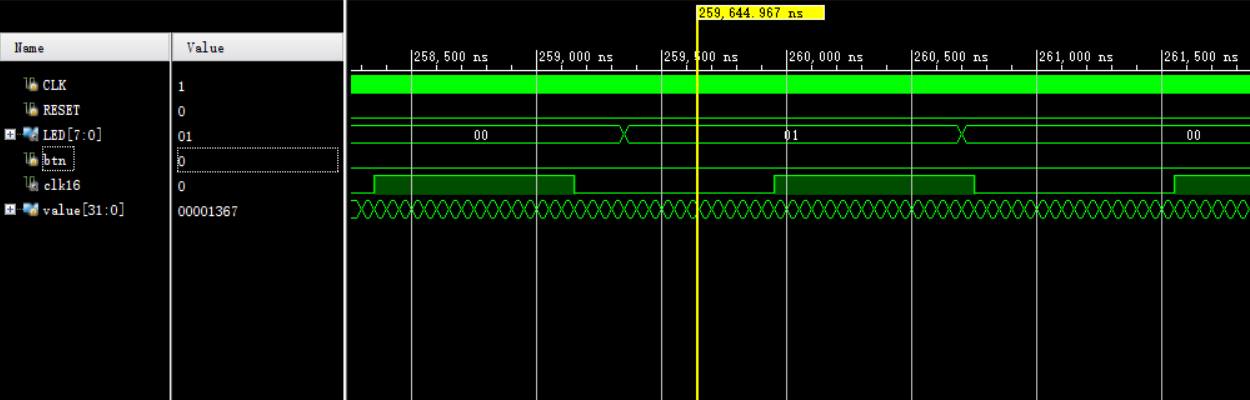 259,644.967 ns
Name Value
258,500 ns 259,000 ns 259,500 ns 260,000 ns 260,500 ns 261,000 ns 261,500 ns
CLK 1
RESET 0
LED[7:0] 01 00 01 00
btn 0
clk16 0
value[31:0] 00001367